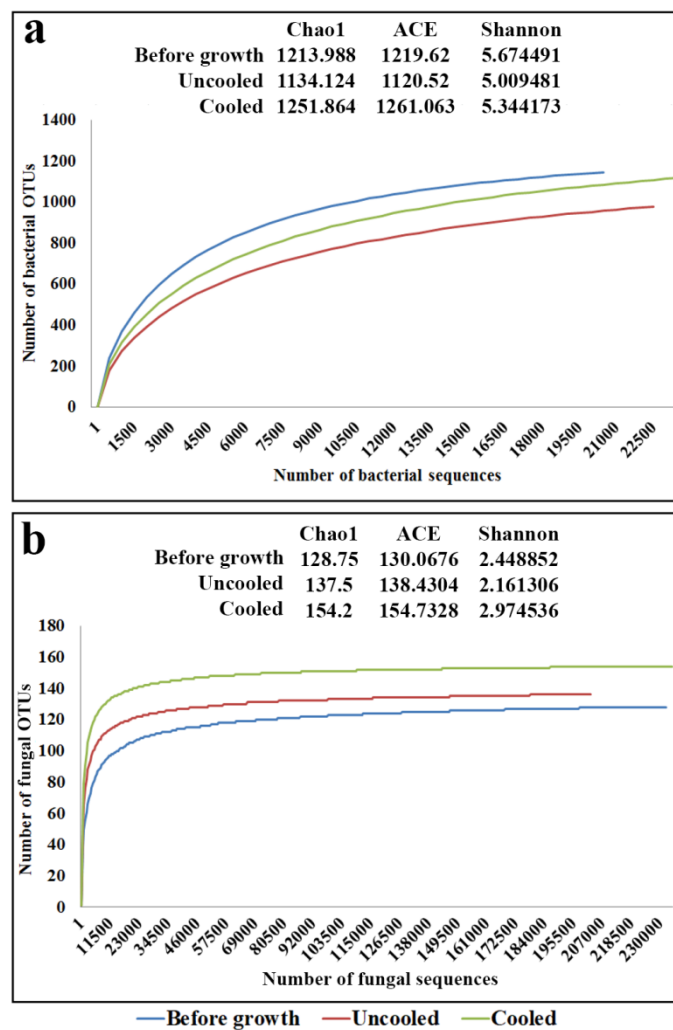 a
Chao1 ACE Shannon
Before growth 1213.988 1219.62 5.674491
Uncooled 1134.124 1120.52 5.009481
Cooled 1251.864 1261.063 5.344173
1400
1200
1000
800
600
400
200
0
Number of bacterial OTUs
1 1500 3000 4500 6000 7500 9000 10500 12000 13500 15000 16500 18000 19500 21000 22500
Number of bacterial sequences
b
Chao1 ACE Shannon
Before growth 128.75 130.0676 2.448852
Uncooled 137.5 138.4304 2.161306
Cooled 154.2 154.7328 2.974536
180
160
140
120
100
80
60
40
20
0
Number of fungal OTUs
1 11500 23000 34500 46000 57500 69000 80500 92000 103500 115000 126500 138000 149500 161000 172500 1840000 195500 2070000 218500 2300000
Number of fungal sequences
Before growth Uncooled Cooled